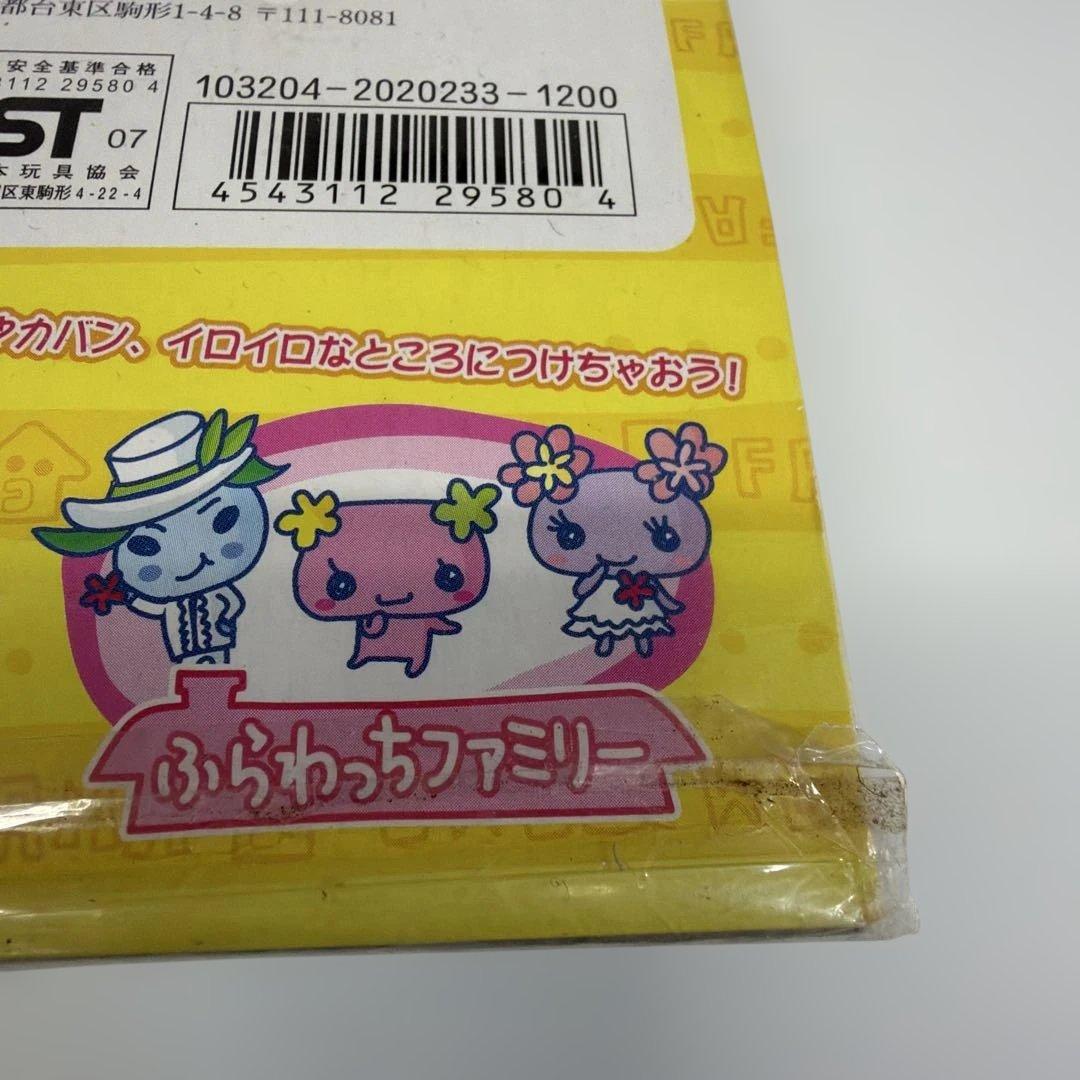 都台東区駒形1-4-8 〒111-8081
安全基準合格
3112 29580 4
ST 07
本玩具協会
区東駒形4-22-4
103204-2020233-1200
4543112 29580 4
やカバン、イロイロなところにつけちゃおう!
ふらわっちファミリー